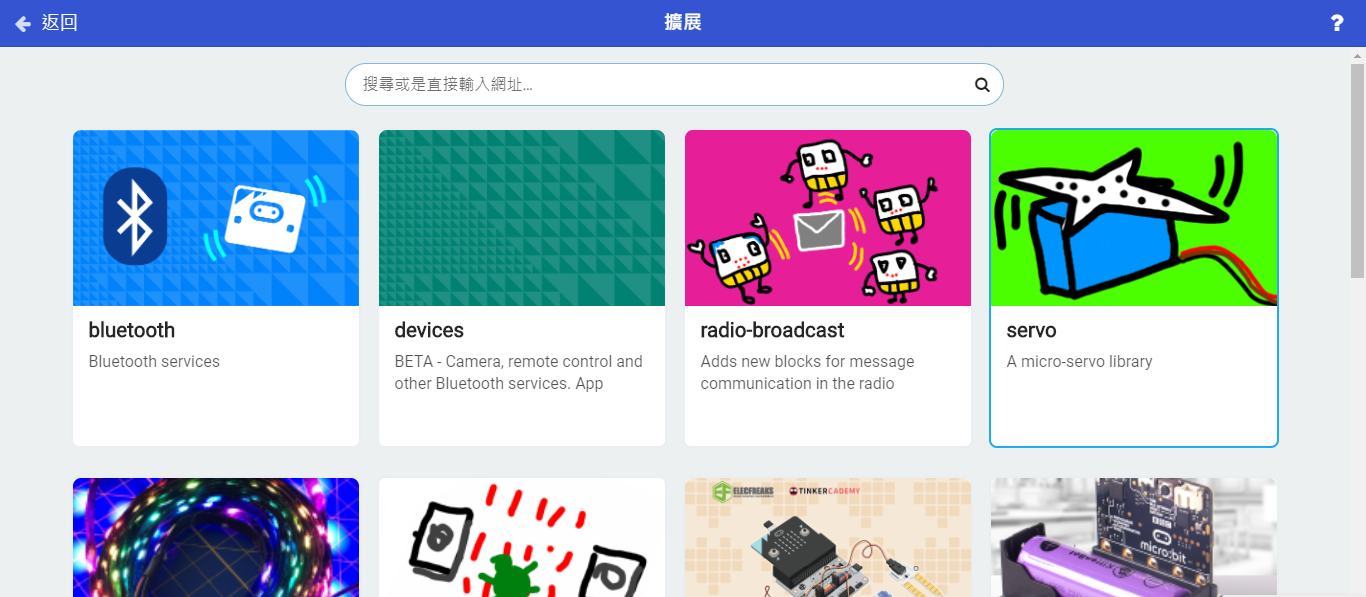 返回
擴展
?
搜尋或是直接輸入網址...
bluetooth
Bluetooth services
devices
BETA - Camera, remote control and
other Bluetooth services. App
radio-broadcast
Adds new blocks for message
communication in the radio
servo
A micro-servo library
ELECFREAKS
TINKERCADEMY
BBC
micro:bit